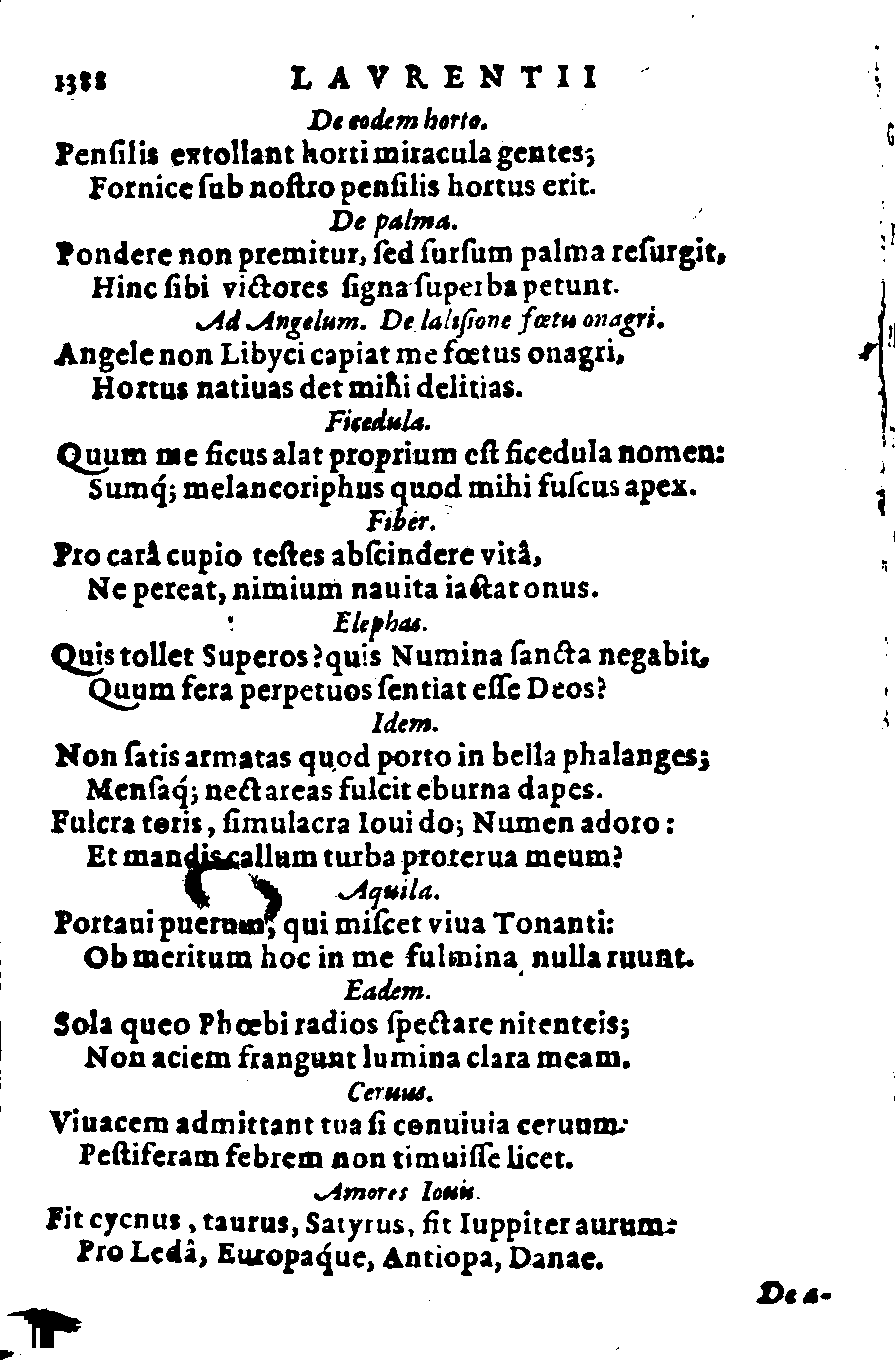 1388 LAVRENTII
De eodem horto.
Penſilis extollant horti miracula gentes;
Fornice ſub noſtro penſilis hortus erit.
De palma.
Pondere non premitur, ſed ſurſum palma reſurgit,
Hinc ſibi victores ſigna ſuperba petunt.
Ad Angelum. De laliſione fœtu onagri.
Angele non Libyci capiat me fœtus onagri,
Hortus natiuas det mihi delitias.
Ficedula.
Quum me ficus alat proprium eſt ficedula nomen:
Sumq́; melancoriphus quod mihi fuſcus apex.
Fiber.
Pro carâ cupio teſtes abſcindere vitâ,
Ne pereat, nimium nauita iactat onus.
Elephas.
Quis tollet Superos? quis Numina ſancta negabit,
Quum fera perpetuos ſentiat eſſe Deos?
Idem.
Non ſatis armatas quod porto in bella phalanges;
Menſaq́; nectareas fulcit eburna dapes.
Fulcra toris, ſimulacra Ioui do; Numen adoro:
Et mandis callum turba proterua meum?
Aquila.
Portaui puerum, qui miſcet viua Tonanti:
Ob meritum hoc in me fulmina nulla ruunt.
Eadem.
Sola queo Phœbi radios ſpectare nitenteis;
Non aciem frangunt lumina clara meam.
Ceruus.
Viuacem admittant tua ſi conuiuia ceruum:
Peſtiferam febrem non timuiſſe licet.
Amores Iouis.
Fit cycnus, taurus, Satyrus, fit Iuppiter aurum:
Pro Ledâ, Europaq́ue, Antiopa, Danae.
De a-